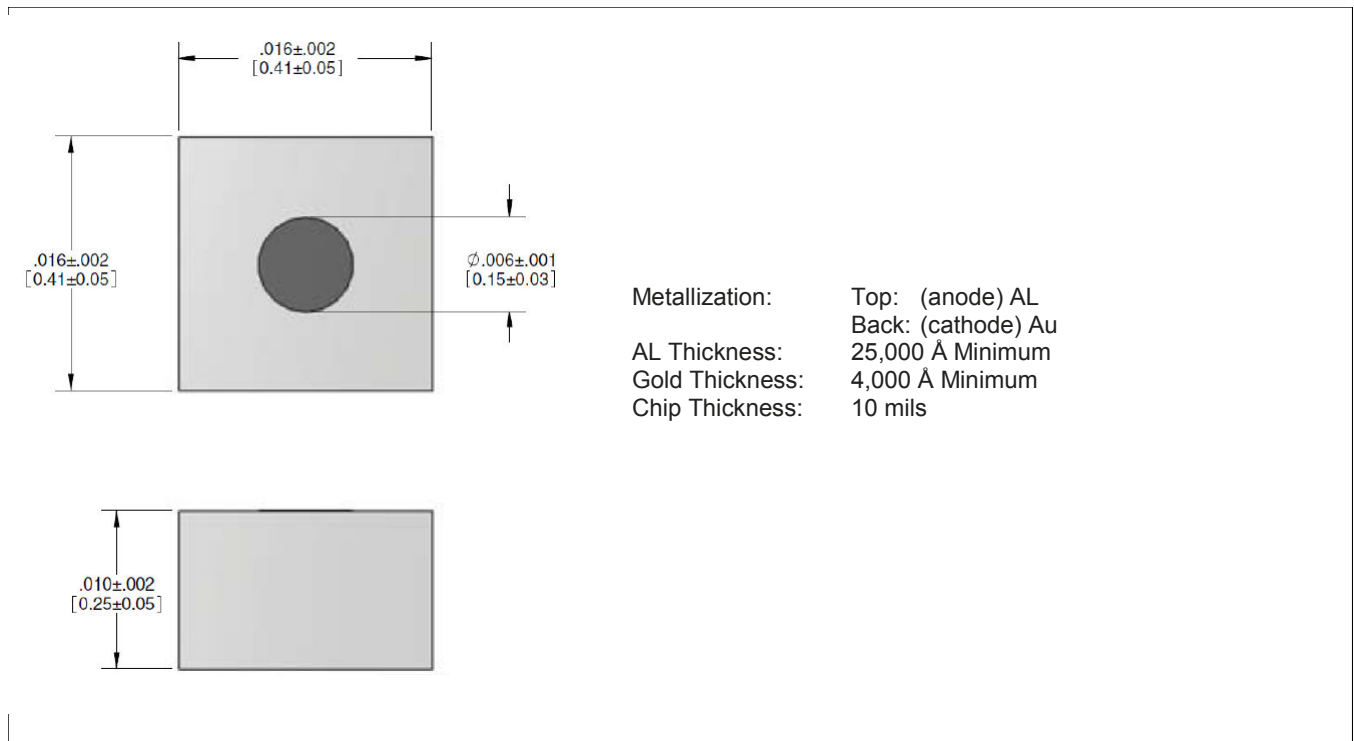 .016±.002
[0.41±0.05]
.016±.002
[0.41±0.05]
∅.006±.001
[0.15±0.03]
Metallization: Top: (anode) AL
Back: (cathode) Au
AL Thickness: 25,000 Å Minimum
Gold Thickness: 4,000 Å Minimum
Chip Thickness: 10 mils
.010±.002
[0.25±0.05]